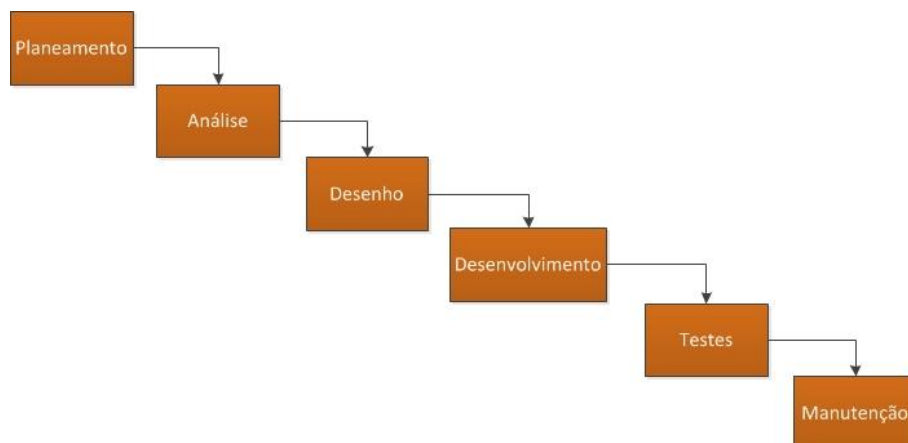 Planeamento
Análise
Desenho
Desenvolvimento
Testes
Manutenção